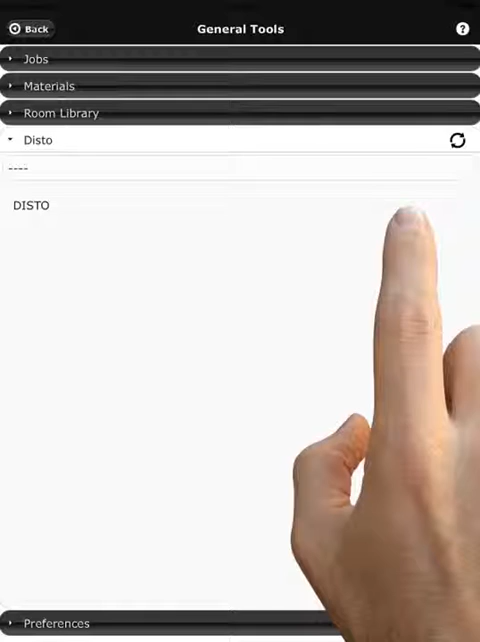 Back
General Tools
?
Jobs
Materials
Room Library
Disto
----
DISTO
Preferences